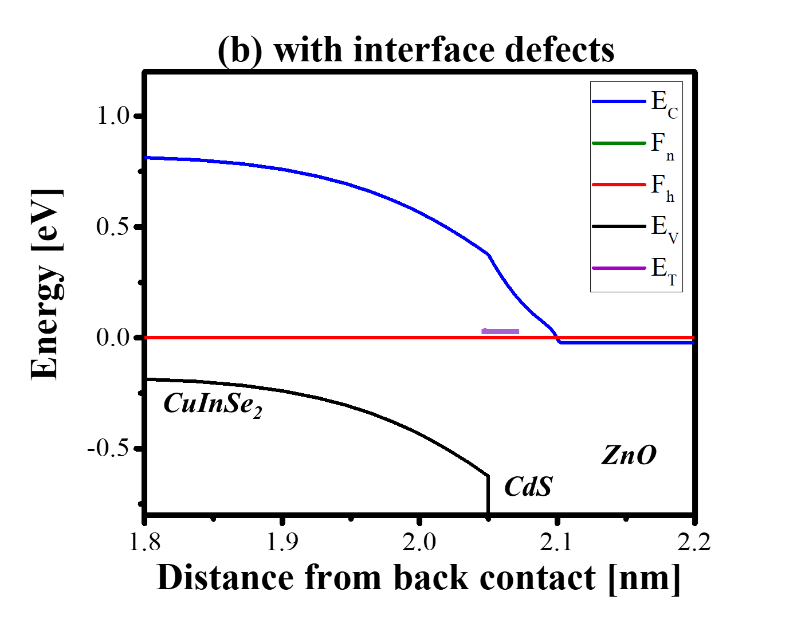 (b) with interface defects
1.0
0.5
0.0
-0.5
Energy [eV]
E_C
F_n
F_h
E_V
E_T
CuInSe_2
CdS
ZnO
1.8 1.9 2.0 2.1 2.2
Distance from back contact [nm]